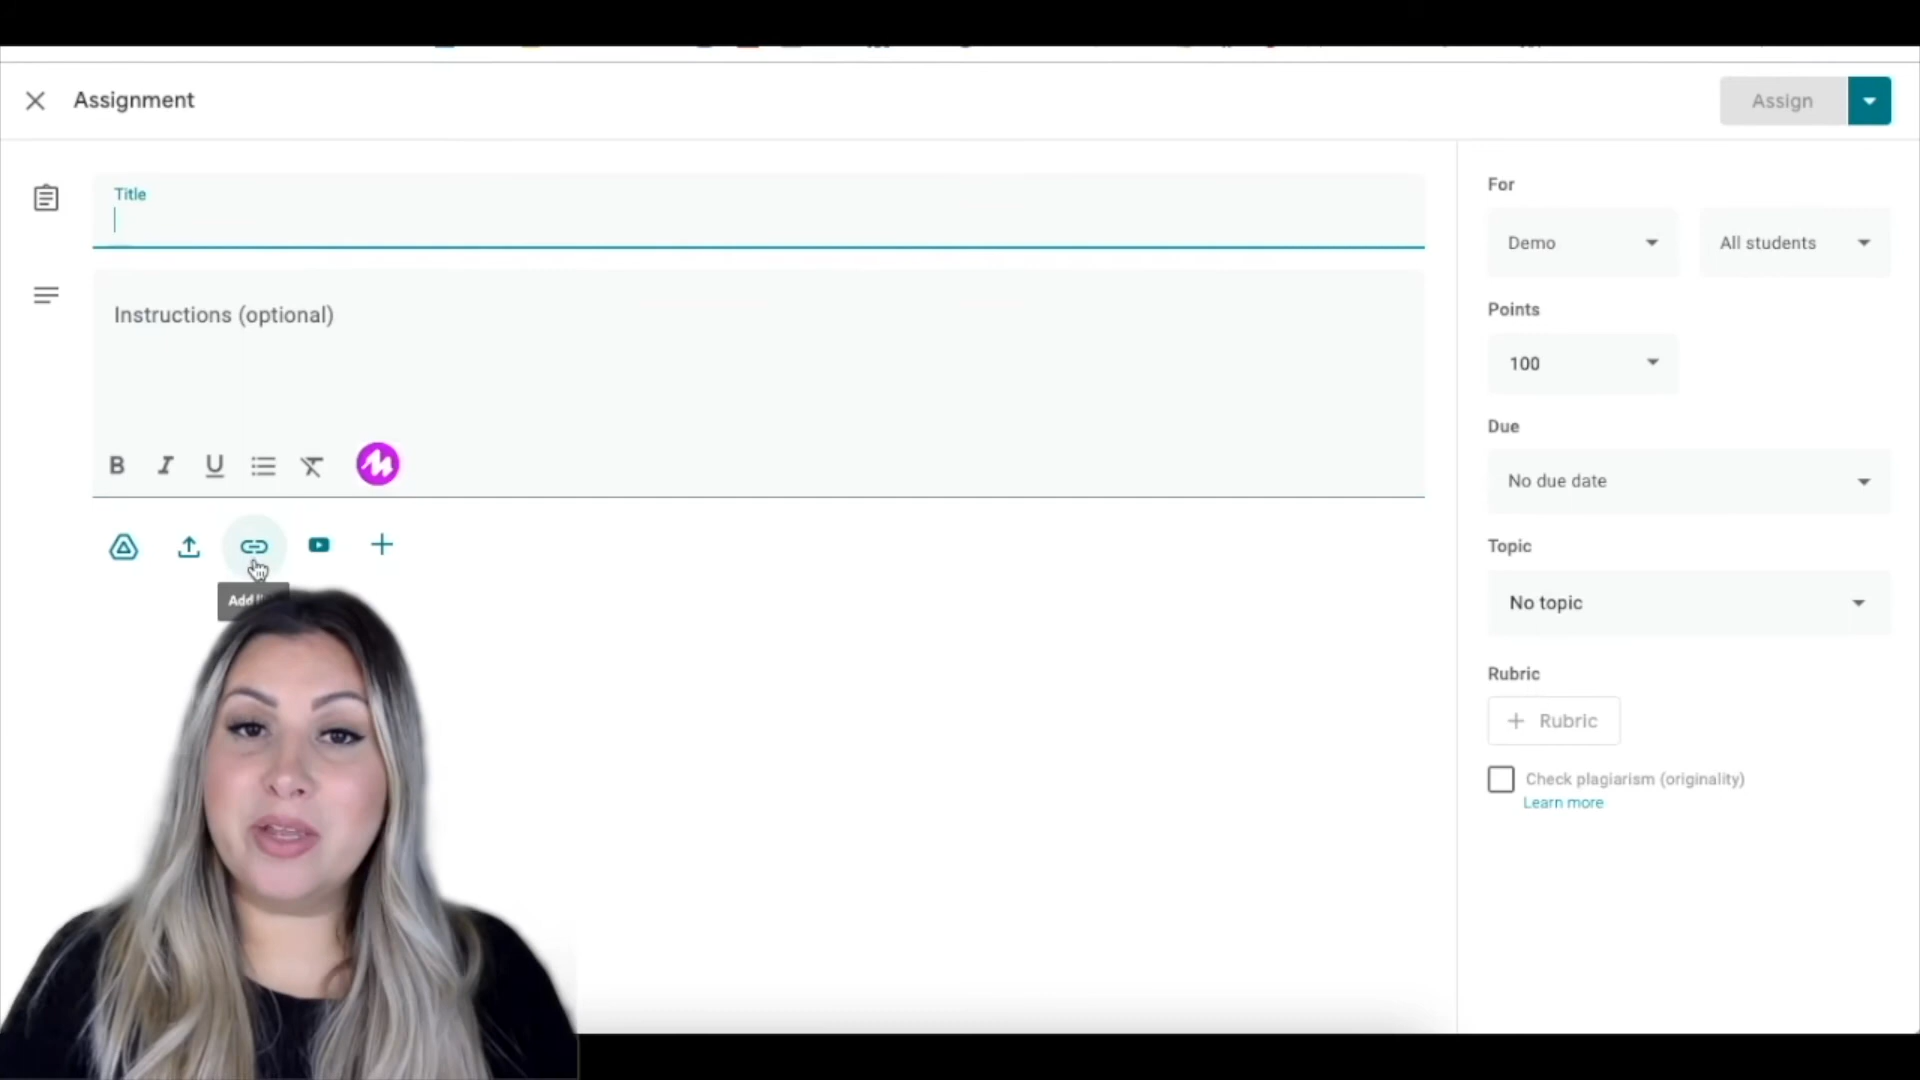 Assignment
Assign
Title
Instructions (optional)
B I U
Add
For
Demo
All students
Points
100
Due
No due date
Topic
No topic
Rubric
+ Rubric
Check plagiarism (originality)
Learn more